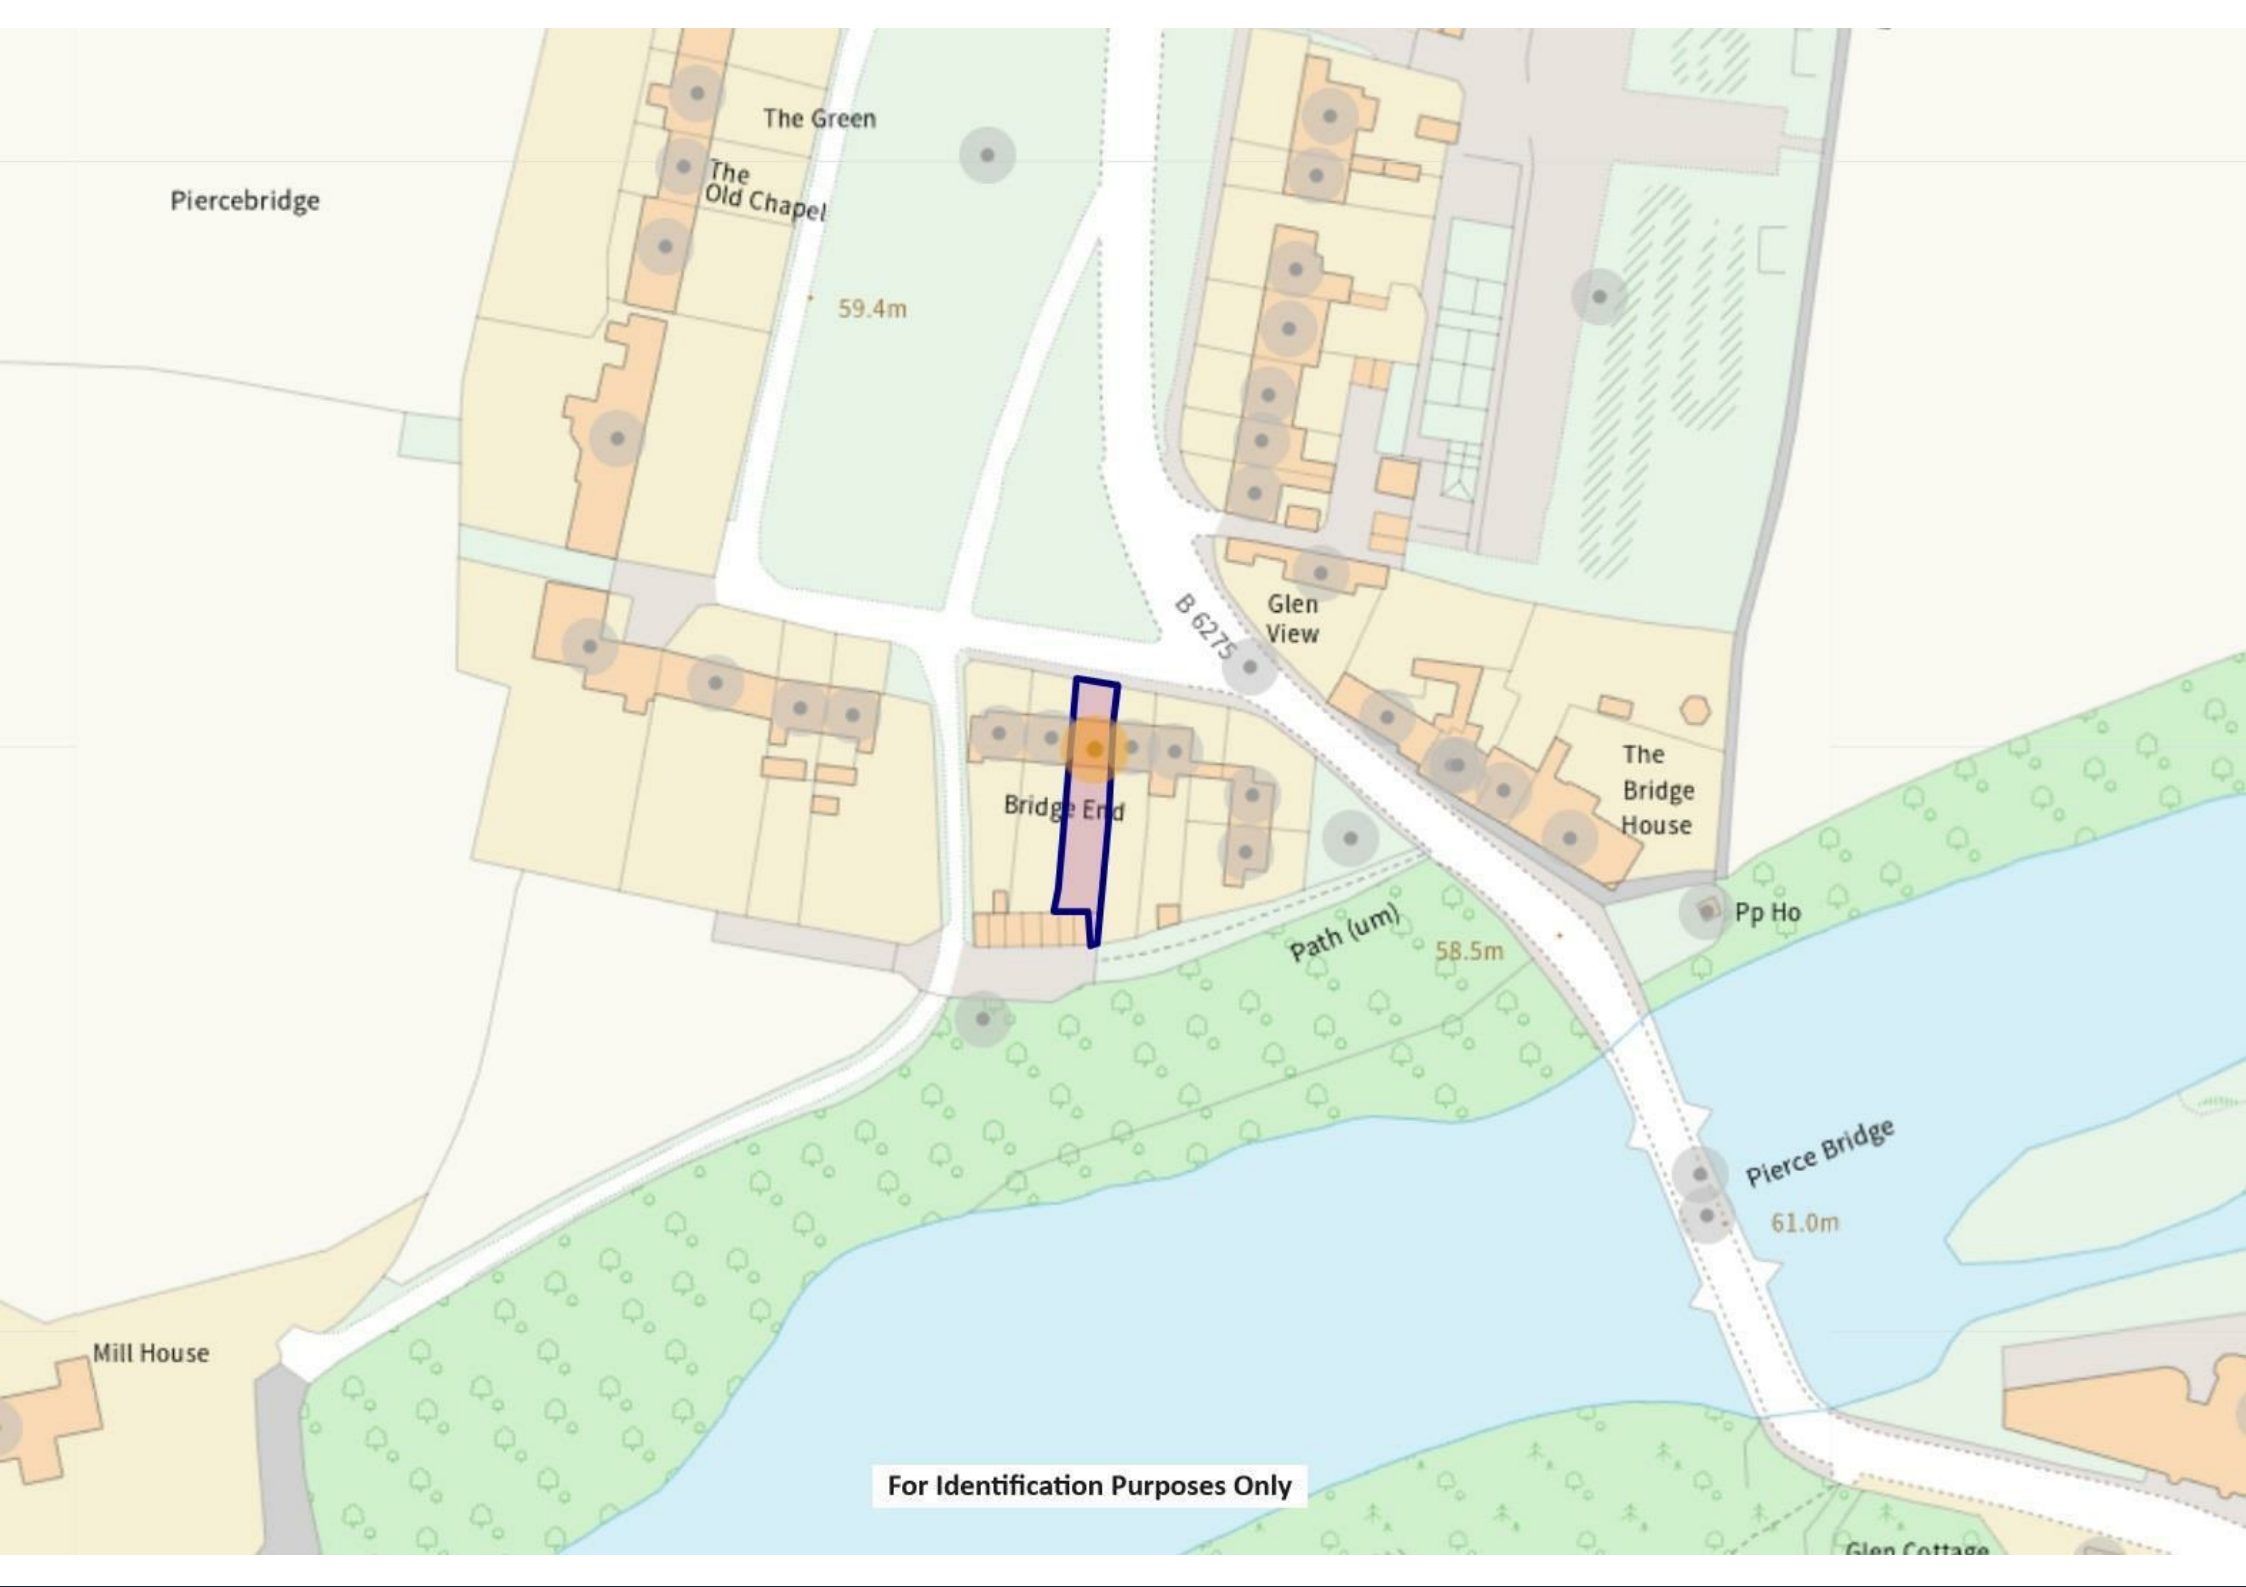 The Green
The
Old Chapel
Piercebridge
59.4m
Glen
View
B 6275
The
Bridge
House
Bridge End
Pp Ho
Path (um)
58.5m
Pierce Bridge
61.0m
Mill House
For Identification Purposes Only
Glen Cottage